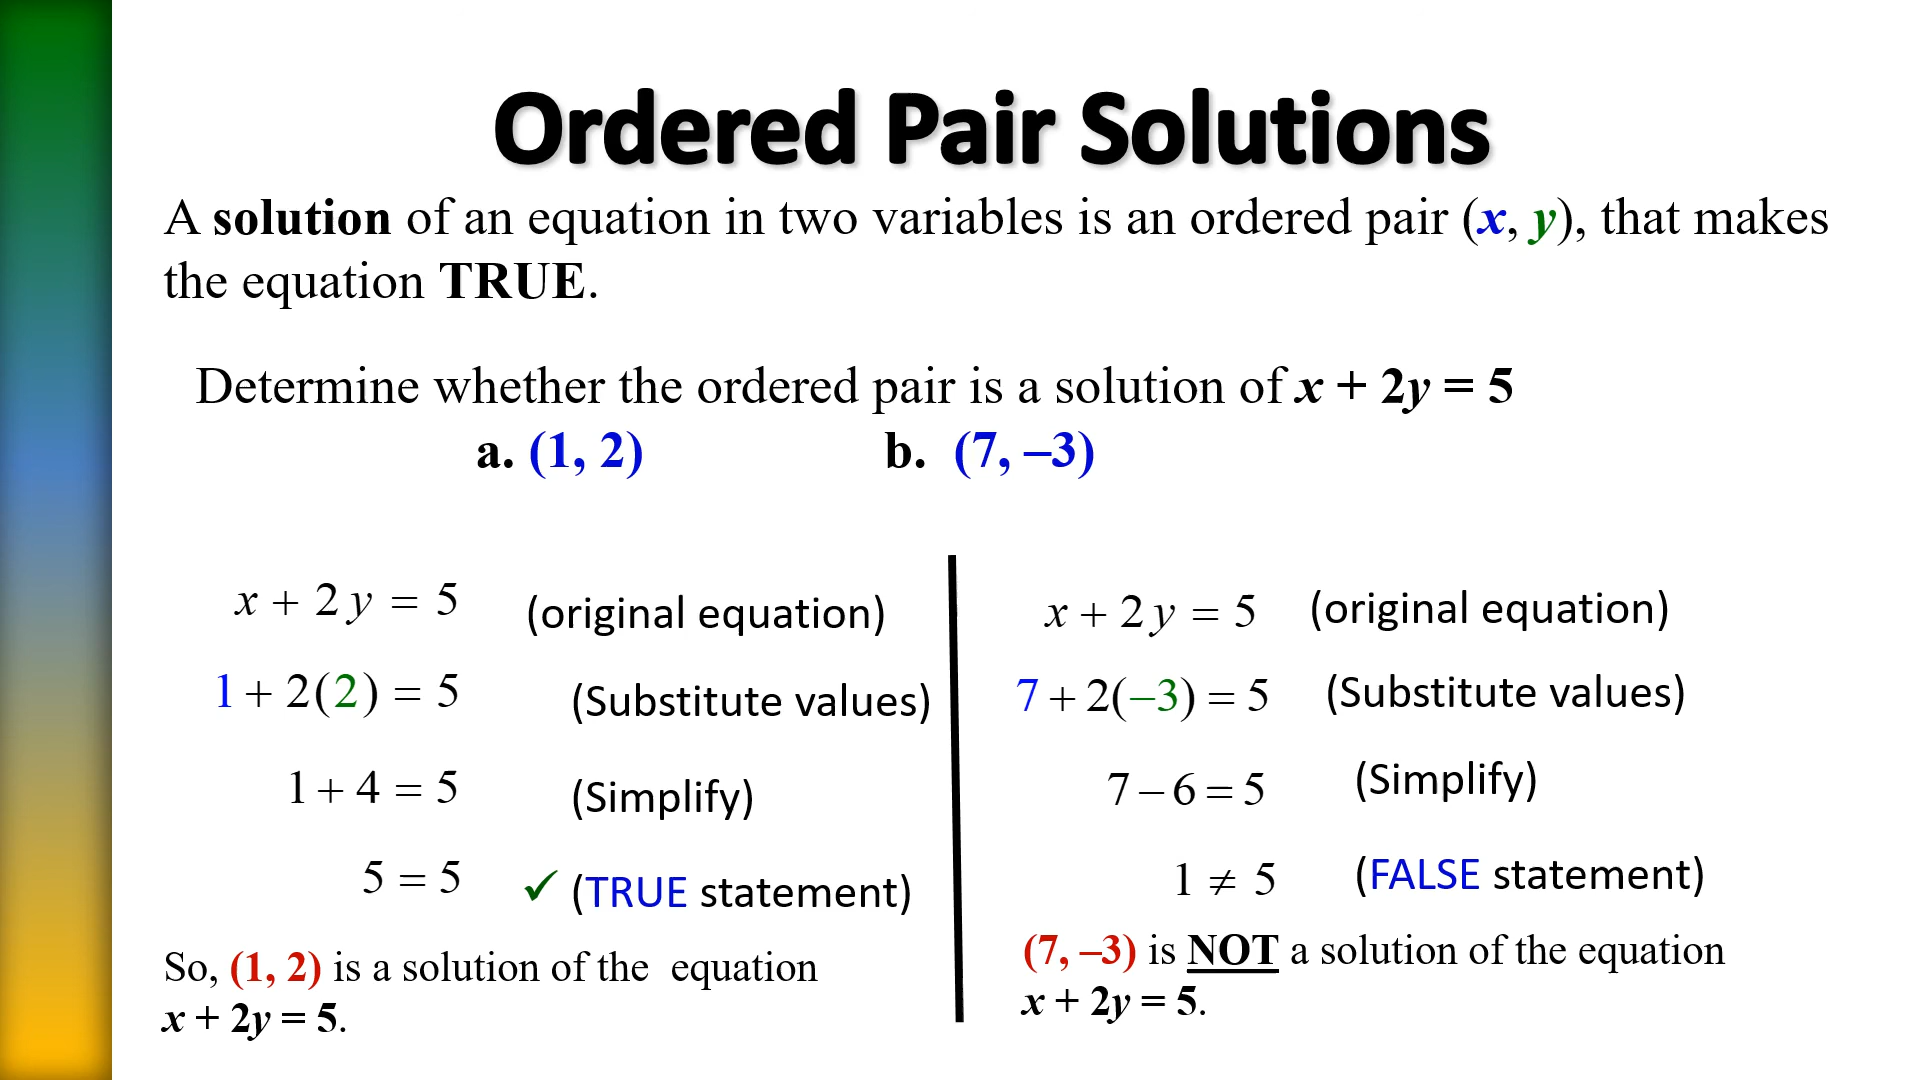 Ordered Pair Solutions
A solution of an equation in two variables is an ordered pair (x, y), that makes
the equation TRUE.
Determine whether the ordered pair is a solution of x + 2y = 5
a. (1, 2) b. (7, –3)
x + 2y = 5 (original equation)
1 + 2(2) = 5 (Substitute values)
1 + 4 = 5 (Simplify)
5 = 5 ✓ (TRUE statement)
So, (1, 2) is a solution of the equation
x + 2y = 5.
x + 2y = 5 (original equation)
7 + 2(–3) = 5 (Substitute values)
7 – 6 = 5 (Simplify)
1 ≠ 5 (FALSE statement)
(7, –3) is NOT a solution of the equation
x + 2y = 5.